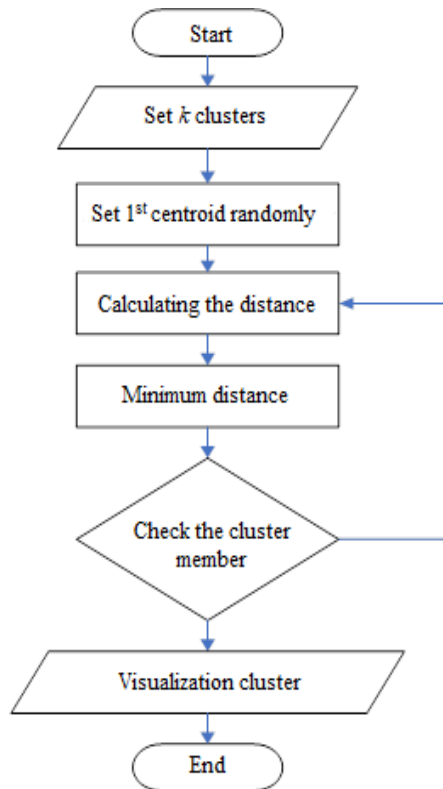 Start
Set k clusters
Set 1st centroid randomly
Calculating the distance
Minimum distance
Check the cluster
member
Visualization cluster
End